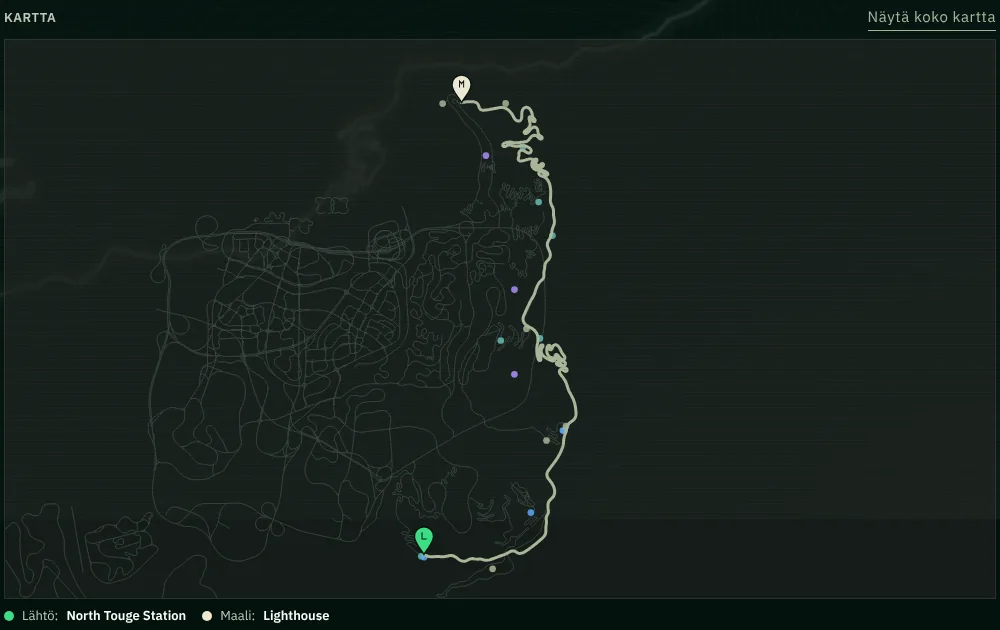 KARTTA
Näytä koko kartta
M
L
Lähtö: North Touge Station Maali: Lighthouse